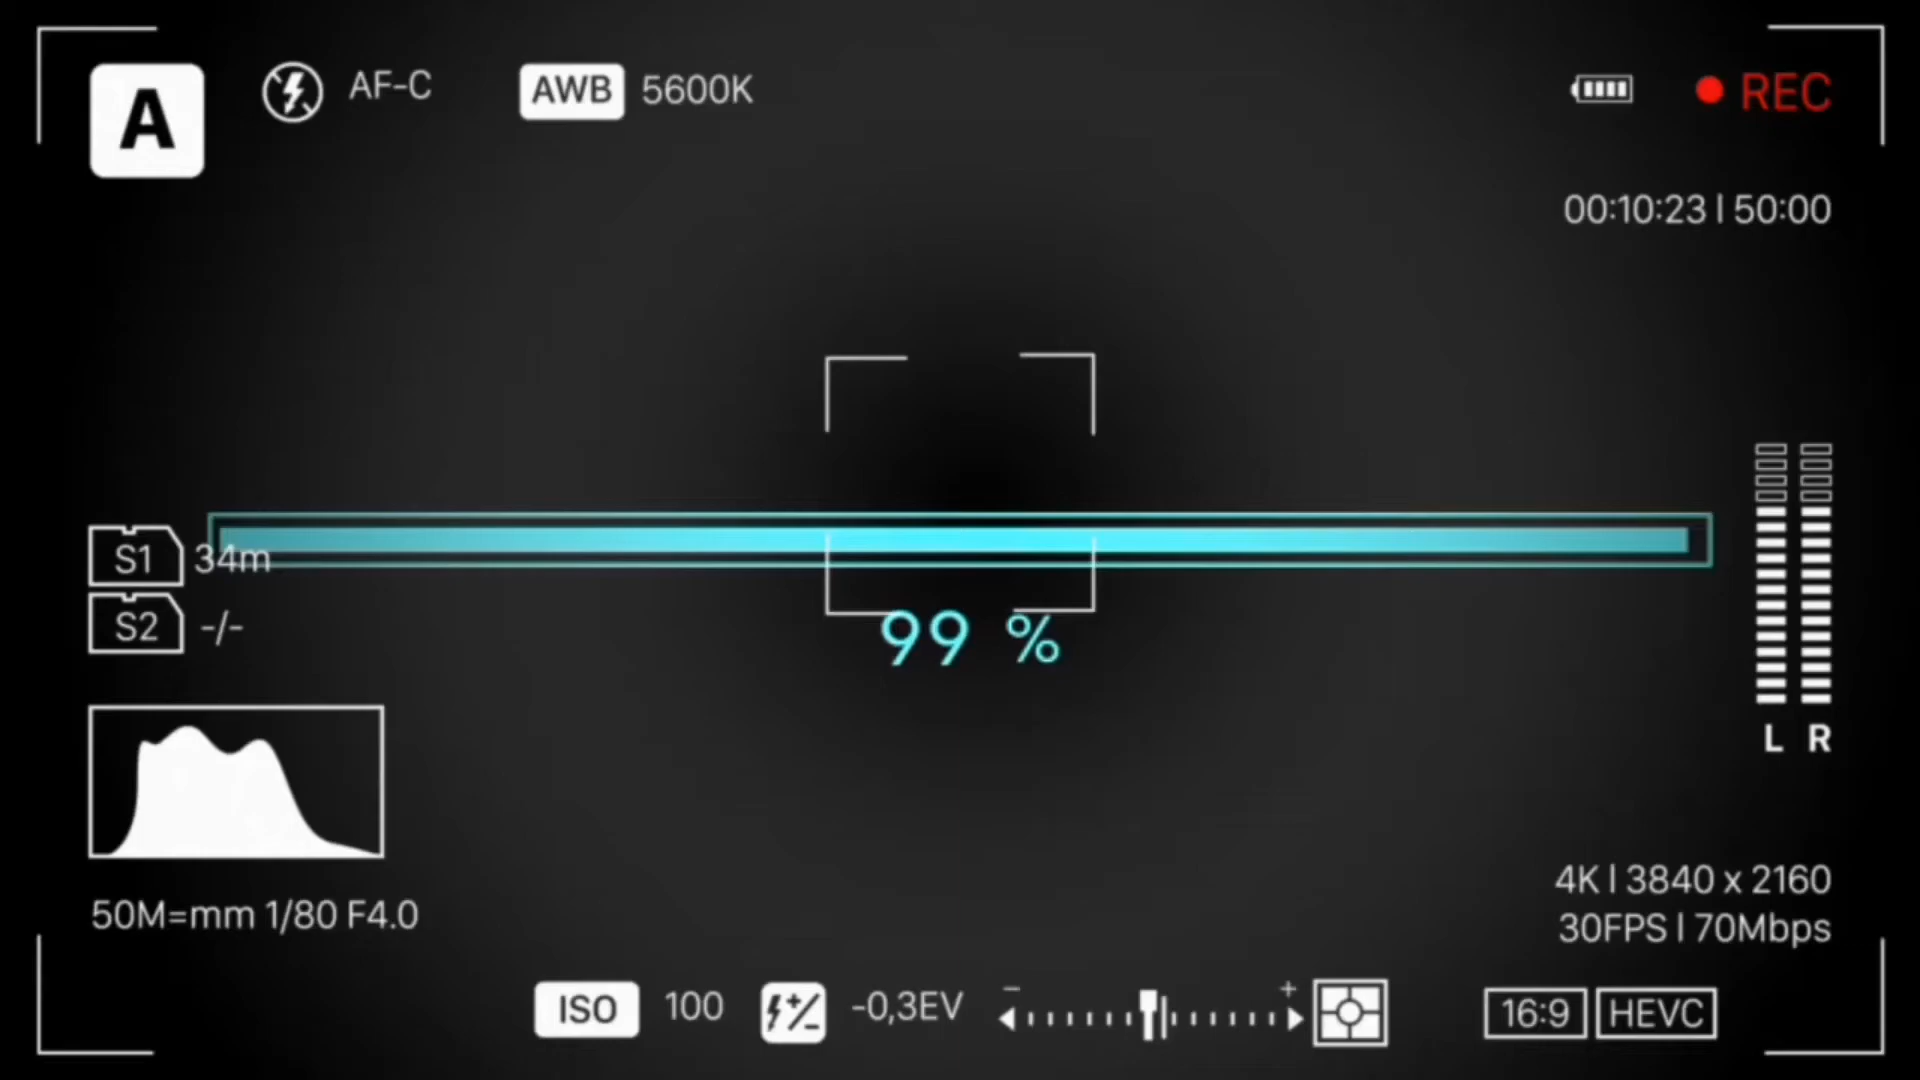 A AF-C AWB 5600K REC
00:10:23 | 50:00
S1 34m
S2 -/-
99 %
L R
50M=mm 1/80 F4.0
4K | 3840 x 2160
30FPS | 70Mbps
ISO 100 -0,3EV - + 16:9 HEVC